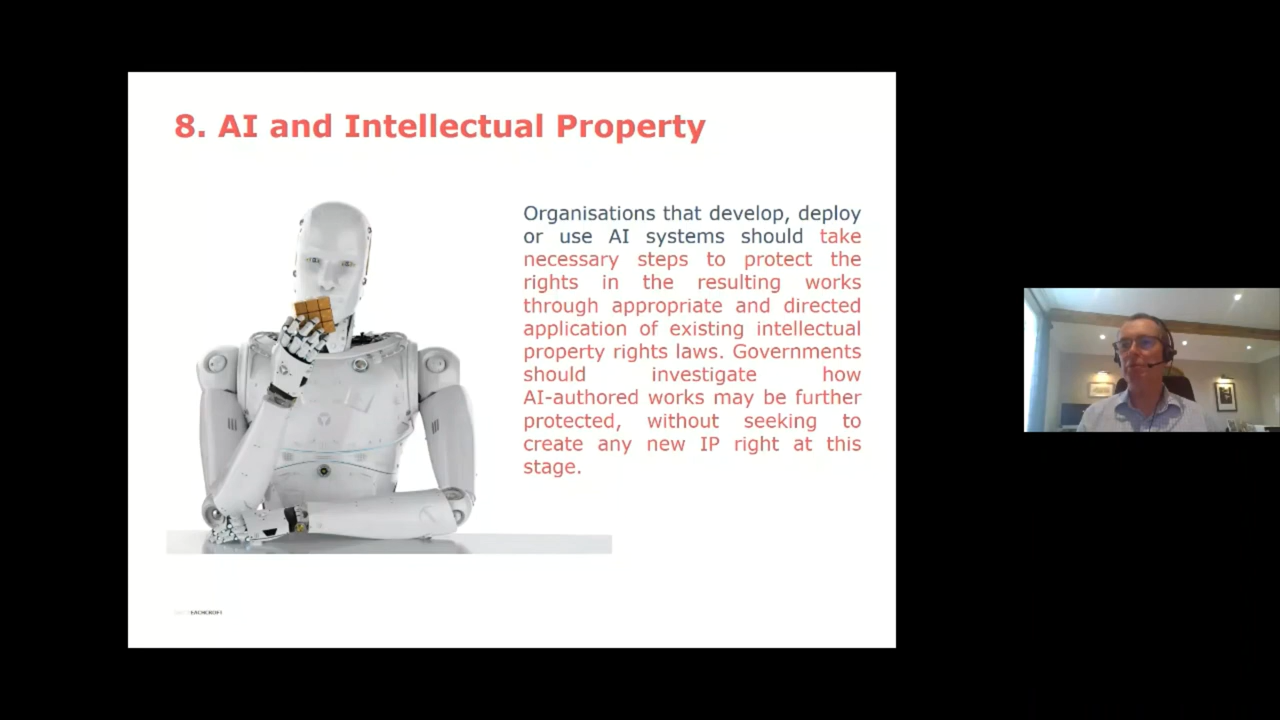 8. AI and Intellectual Property
Organisations that develop, deploy
or use AI systems should take
necessary steps to protect the
rights in the resulting works
through appropriate and directed
application of existing intellectual
property rights laws. Governments
should investigate how
AI-authored works may be further
protected, without seeking to
create any new IP right at this
stage.